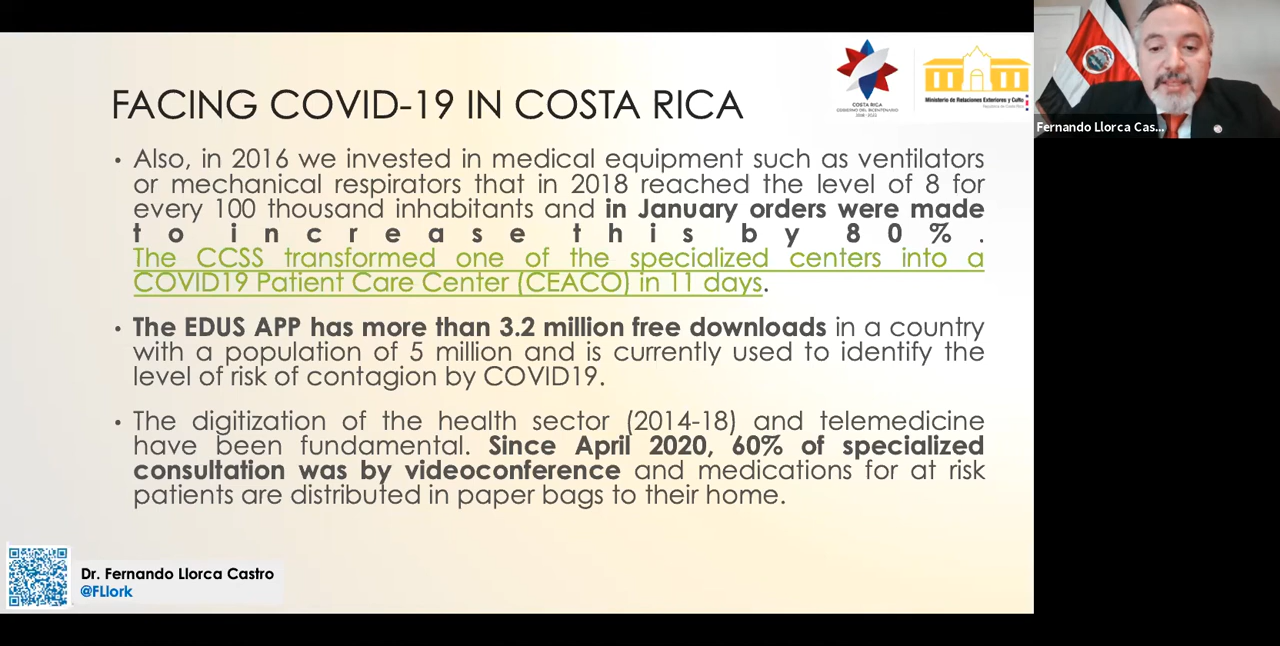 FACING COVID-19 IN COSTA RICA
COSTA RICA
GOBIERNO DEL BICENTENARIO
Ministerio de Relaciones Exteriores y Culto
Fernando Llorca Cas...
• Also, in 2016 we invested in medical equipment such as ventilators
or mechanical respirators that in 2018 reached the level of 8 for
every 100 thousand inhabitants and in January orders were made
to increase this by 80%.
The CCSS transformed one of the specialized centers into a
COVID19 Patient Care Center (CEACO) in 11 days.
• The EDUS APP has more than 3.2 million free downloads in a country
with a population of 5 million and is currently used to identify the
level of risk of contagion by COVID19.
• The digitization of the health sector (2014-18) and telemedicine
have been fundamental. Since April 2020, 60% of specialized
consultation was by videoconference and medications for at risk
patients are distributed in paper bags to their home.
Dr. Fernando Llorca Castro
@FLlork